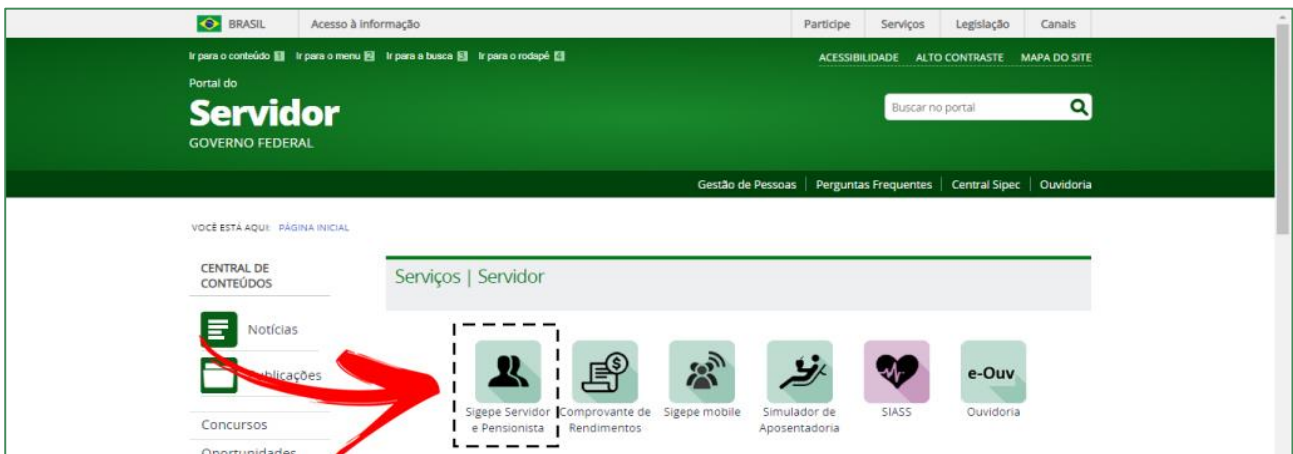 BRASIL Acesso à informação Participe Serviços Legislação Canais
Ir para o conteúdo 1 Ir para o menu 2 Ir para a busca 3 Ir para o rodapé 4 ACESSIBILIDADE ALTO CONTRASTE MAPA DO SITE
Portal do
Servidor
Buscar no portal
GOVERNO FEDERAL
Gestão de Pessoas Perguntas Frequentes Central Sipec Ouvidoria
VOCÊ ESTÁ AQUI: PÁGINA INICIAL
CENTRAL DE
CONTEÚDOS
Serviços | Servidor
Notícias
Publicações
Concursos
Oportunidades
e-Ouv
Sigepe Servidor
e Pensionista
Comprovante de
Rendimentos
Sigepe mobile
Simulador de
Aposentadoria
SIASS
Ouvidoria